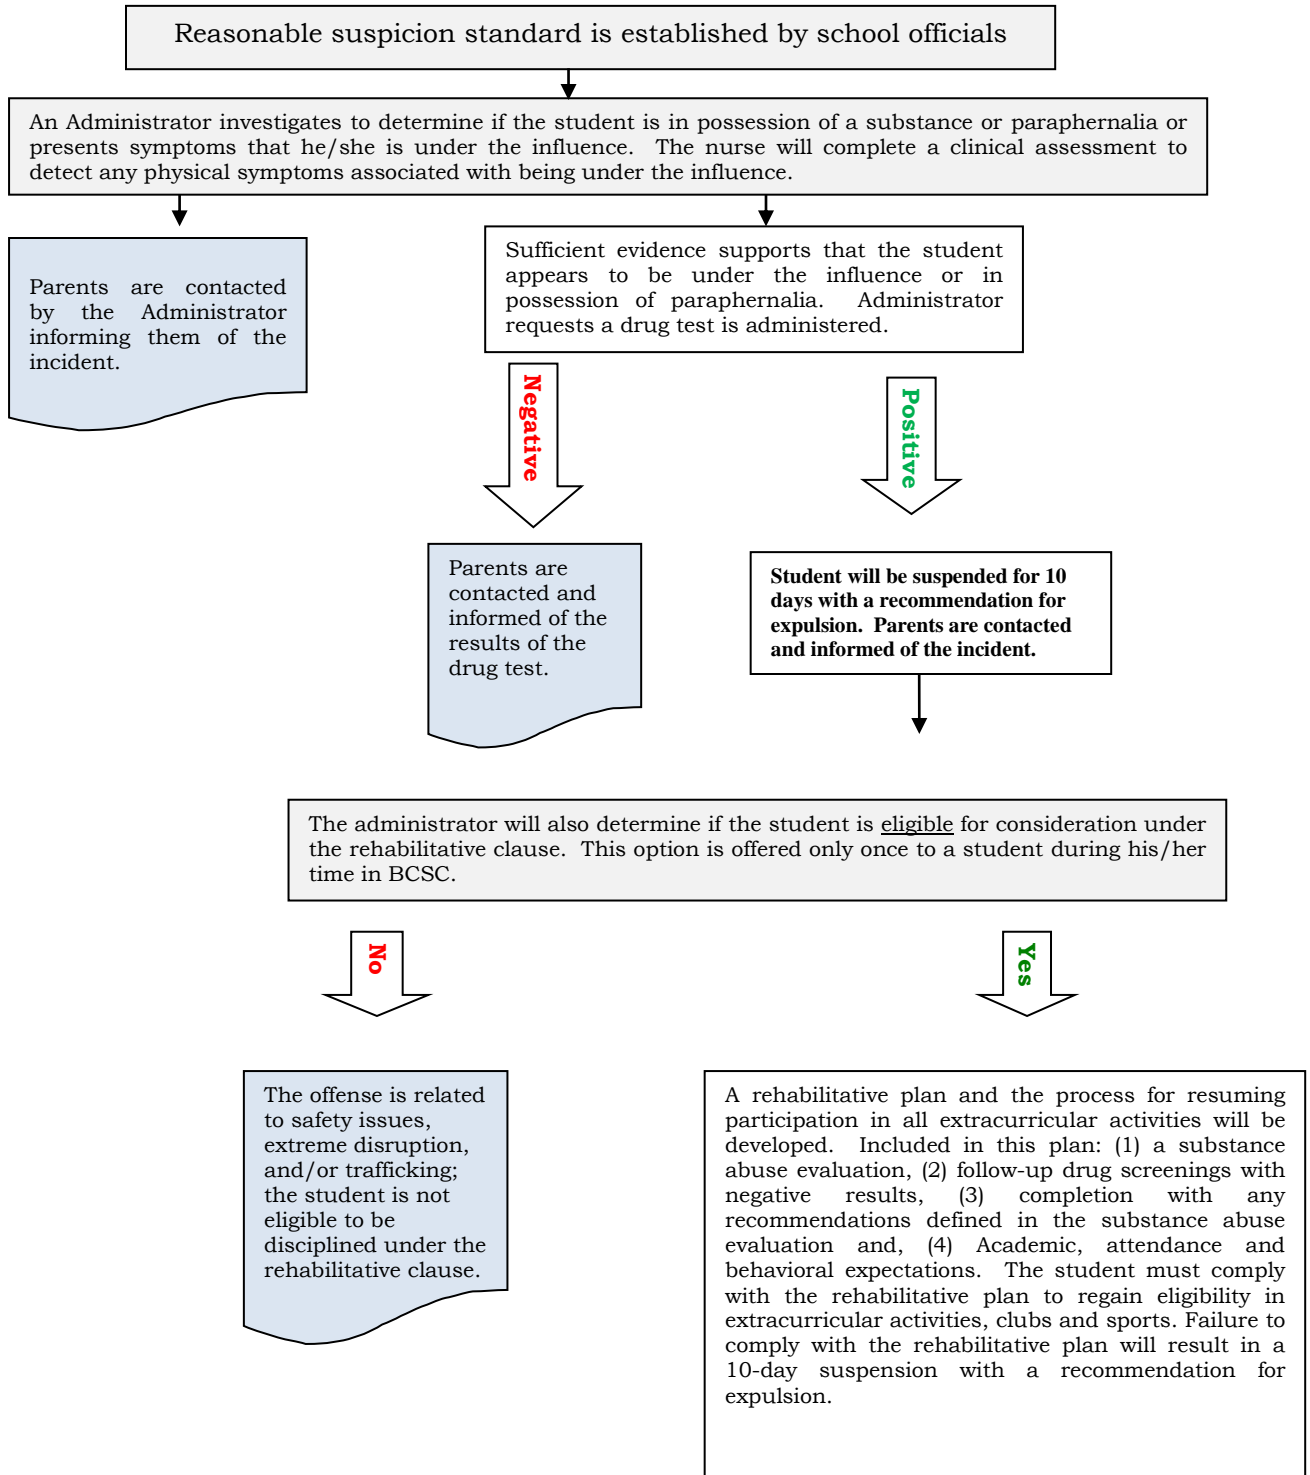 Reasonable suspicion standard is established by school officials
An Administrator investigates to determine if the student is in possession of a substance or paraphernalia or
presents symptoms that he/she is under the influence. The nurse will complete a clinical assessment to
detect any physical symptoms associated with being under the influence.
Parents are contacted
by the Administrator
informing them of the
incident.
Sufficient evidence supports that the student
appears to be under the influence or in
possession of paraphernalia. Administrator
requests a drug test is administered.
Negative
Positive
Parents are
contacted and
informed of the
results of the
drug test.
Student will be suspended for 10
days with a recommendation for
expulsion. Parents are contacted
and informed of the incident.
The administrator will also determine if the student is eligible for consideration under
the rehabilitative clause. This option is offered only once to a student during his/her
time in BCSC.
No
Yes
The offense is related
to safety issues,
extreme disruption,
and/or trafficking;
the student is not
eligible to be
disciplined under the
rehabilitative clause.
A rehabilitative plan and the process for resuming
participation in all extracurricular activities will be
developed. Included in this plan: (1) a substance
abuse evaluation, (2) follow-up drug screenings with
negative results, (3) completion with any
recommendations defined in the substance abuse
evaluation and, (4) Academic, attendance and
behavioral expectations. The student must comply
with the rehabilitative plan to regain eligibility in
extracurricular activities, clubs and sports. Failure to
comply with the rehabilitative plan will result in a
10-day suspension with a recommendation for
expulsion.